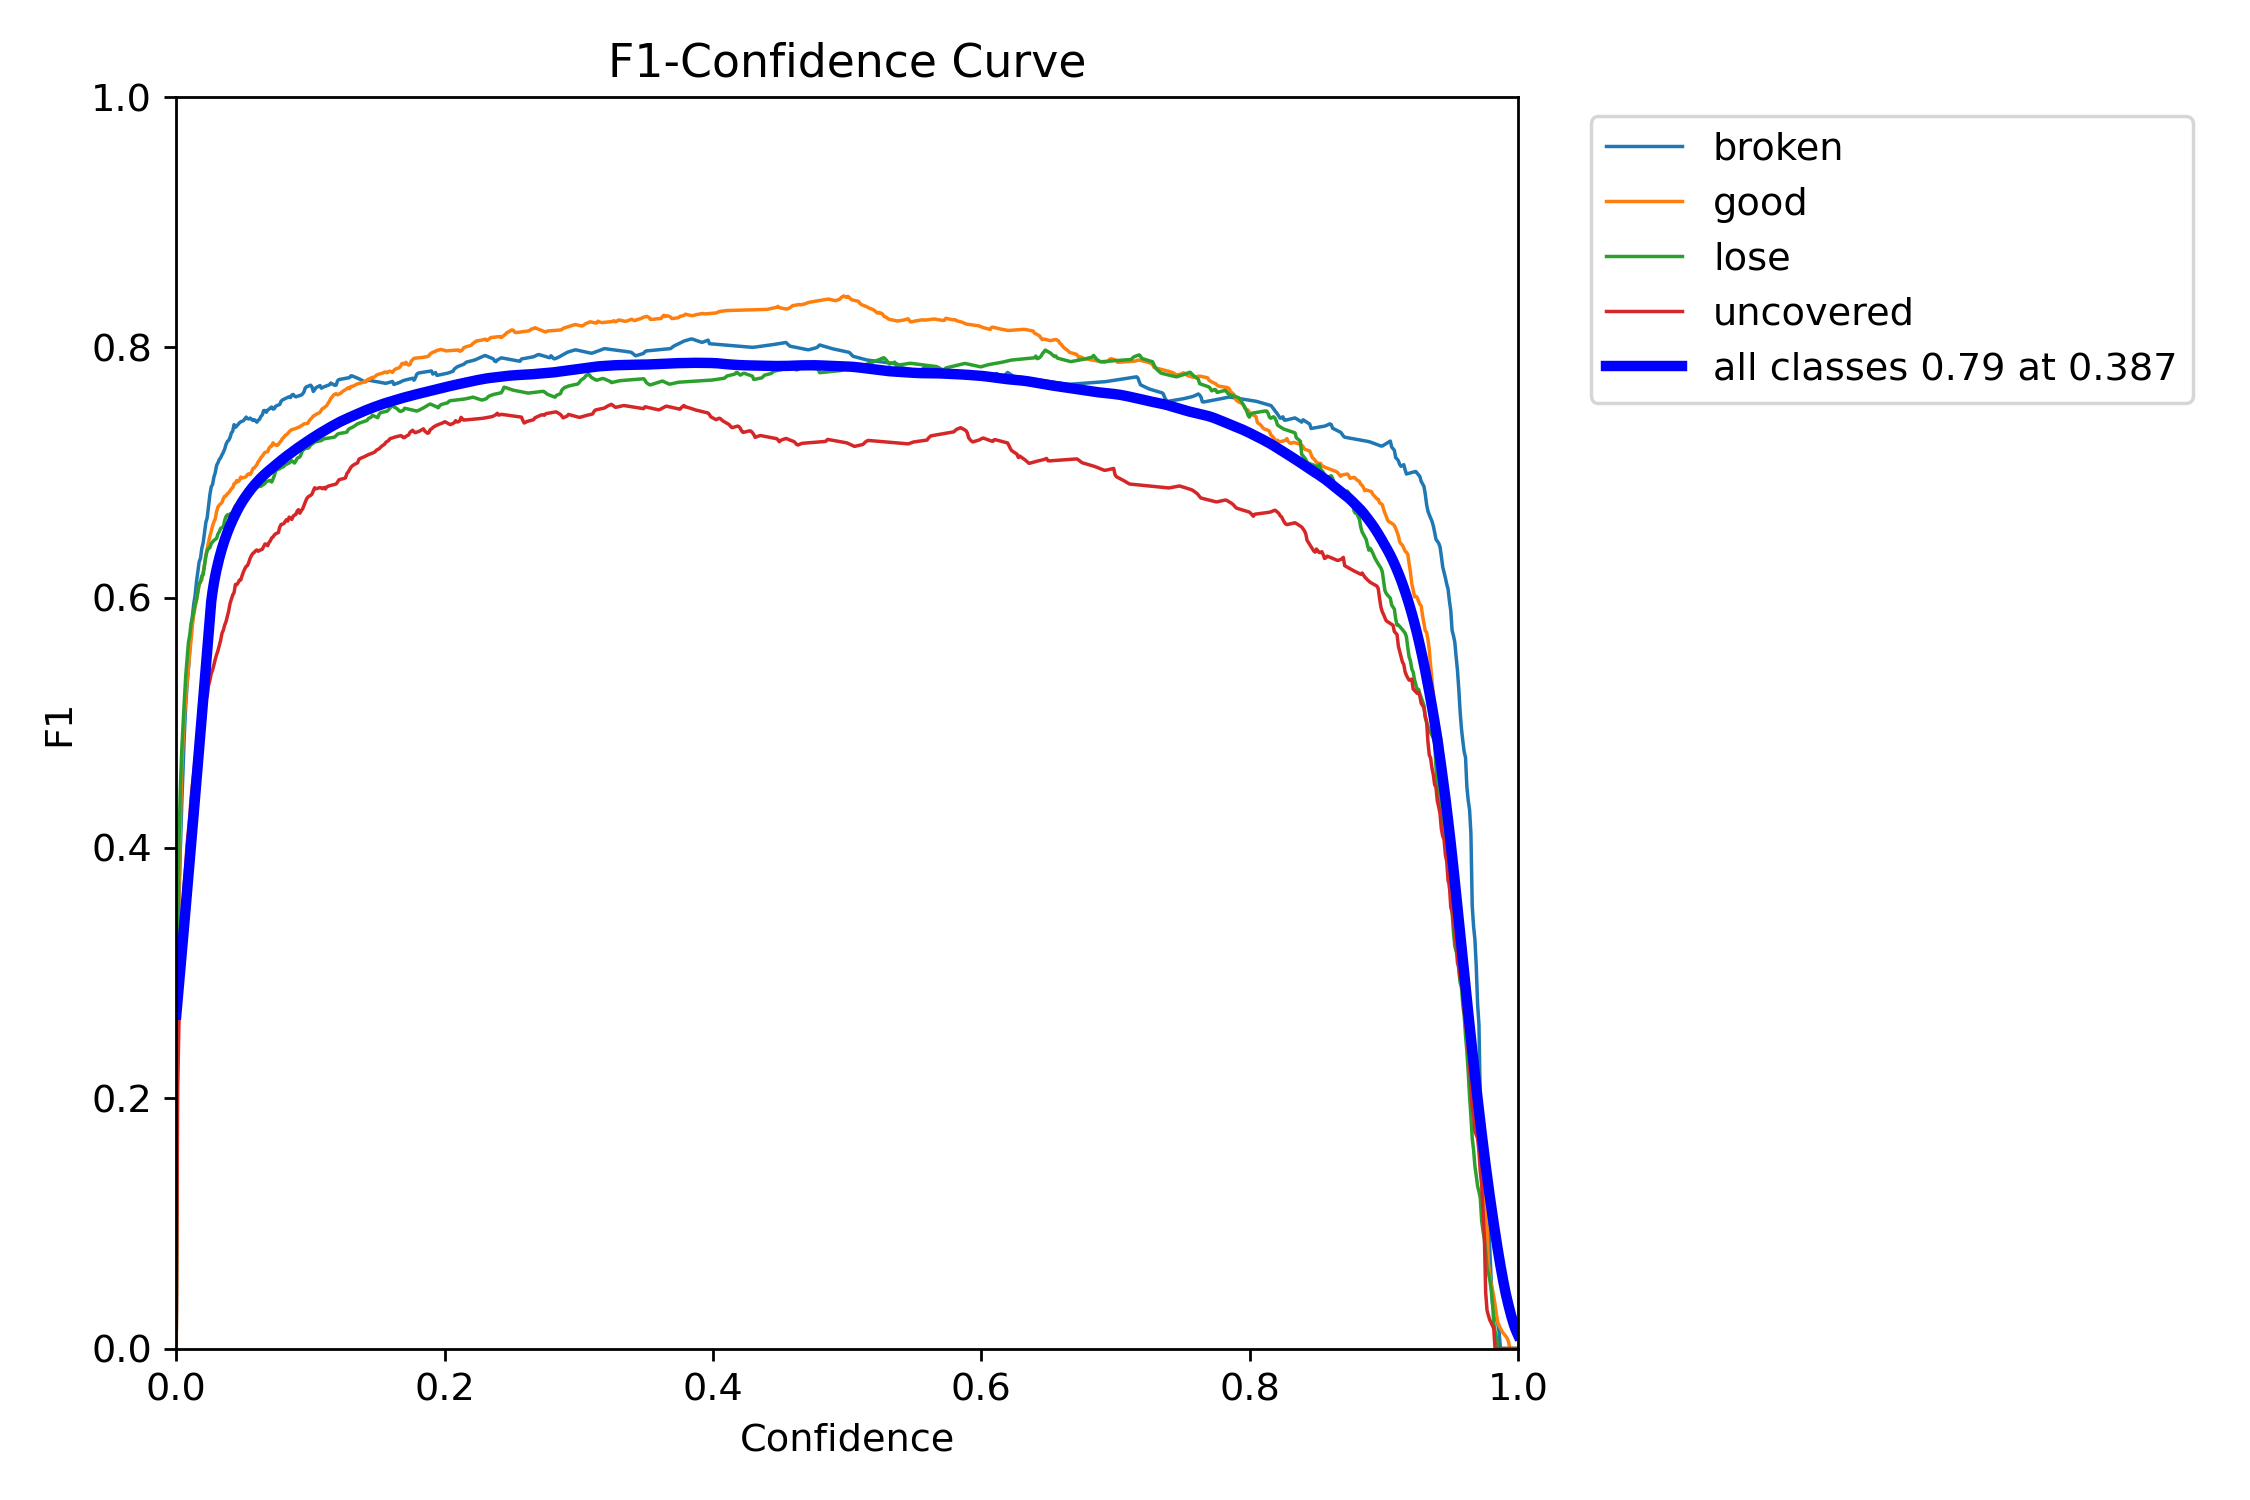 F1-Confidence Curve
1.0
0.8
0.6
0.4
0.2
0.0
F1
0.0 0.2 0.4 0.6 0.8 1.0
Confidence
broken
good
lose
uncovered
all classes 0.79 at 0.387